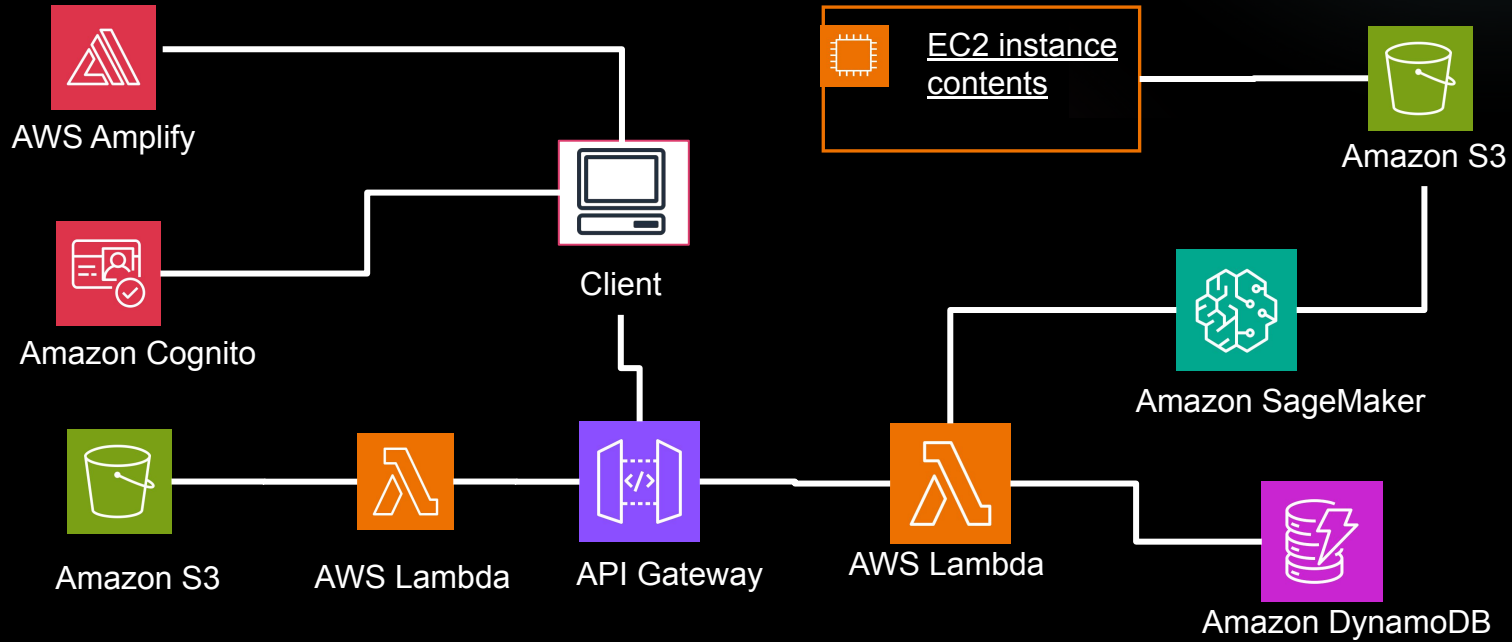 EC2 instance
contents
AWS Amplify
Amazon S3
Client
Amazon Cognito
Amazon SageMaker
</>
Amazon S3
AWS Lambda
API Gateway
AWS Lambda
Amazon DynamoDB